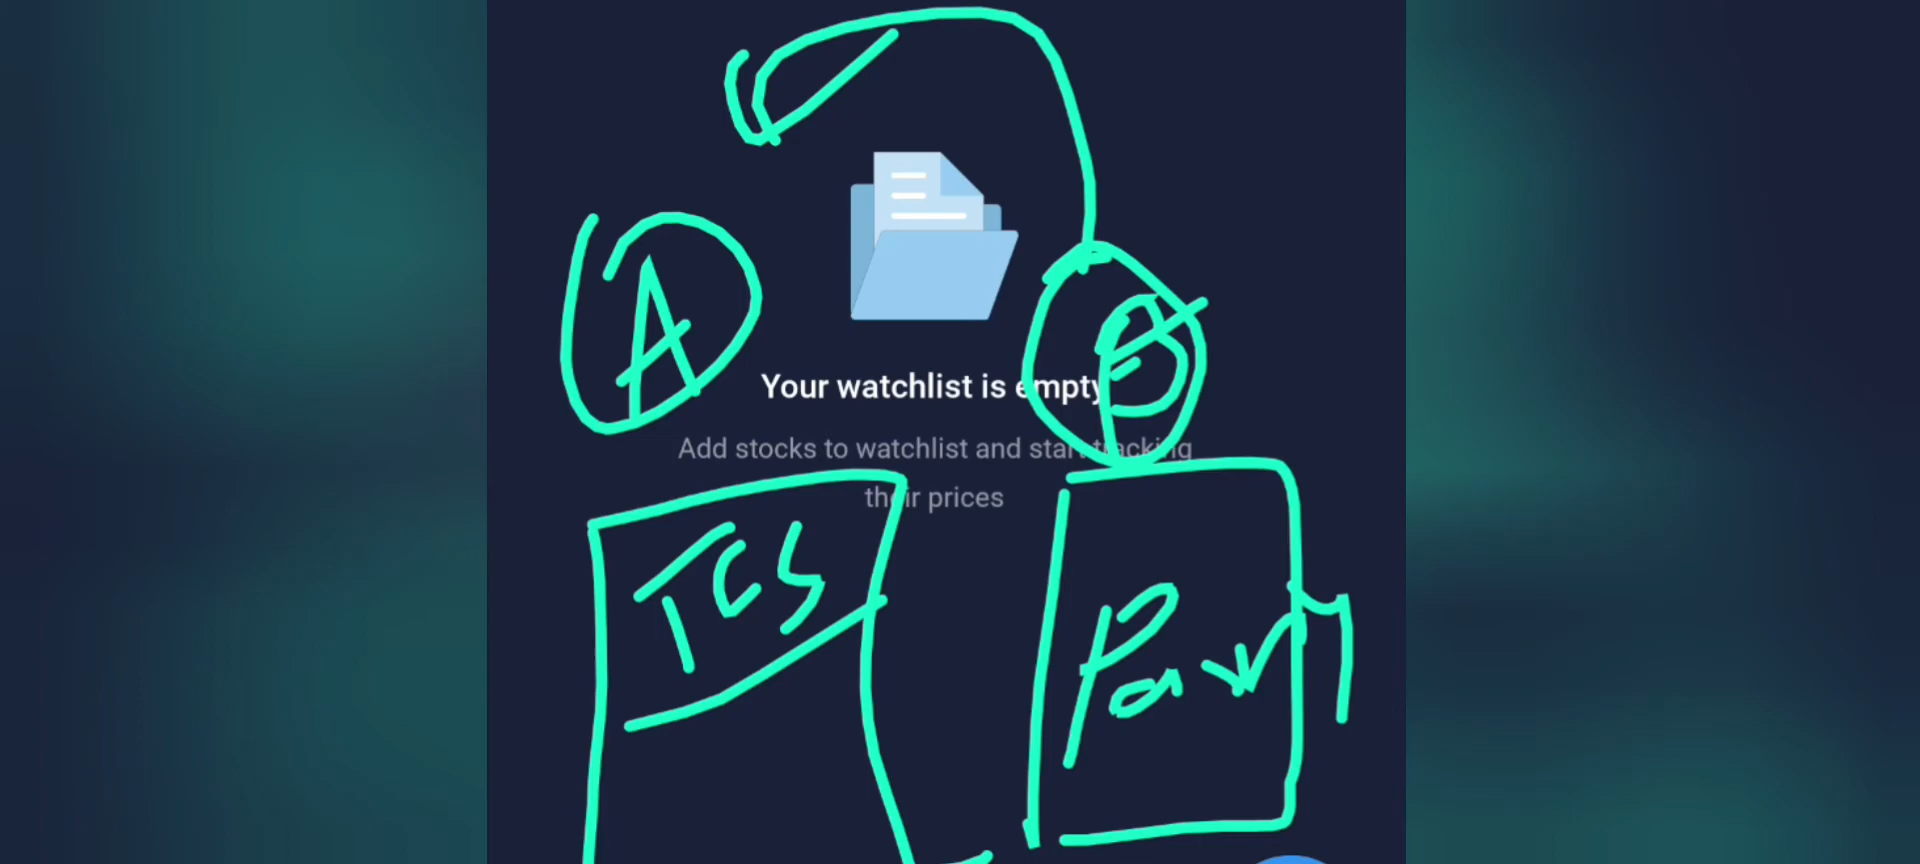 A
B
Your watchlist is empty
Add stocks to watchlist and start tracking
their prices
TCS